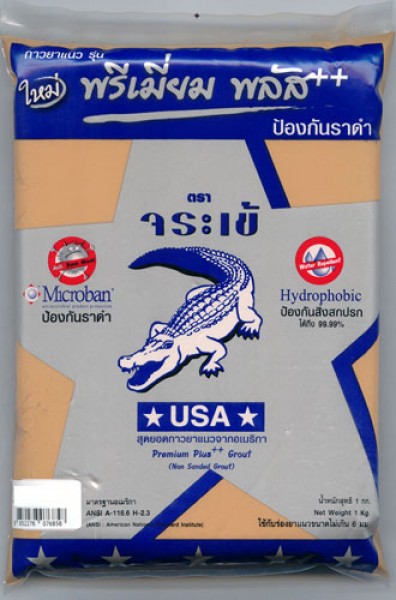 กาวยาแนว รุ่น
ใหม่
พรีเมี่ยม พลัส++
ป้องกันราดำ
ตรา
จระเข้
Microban®
ป้องกันราดำ
Water Repellent
Hydrophobic
ป้องกันสิ่งสกปรก
ได้ถึง 99.99%
★ USA ★
สุดยอดกาวยาแนวจากอเมริกา
Premium Plus++ Grout
(Non Sanded Grout)
มาตรฐานอเมริกา
ANSI A-118.6 H-2.3
(ANSI : American National Standard Institute)
น้ำหนักสุทธิ 1 กก.
Net Weight 1 Kg.
ใช้กับร่องยาแนวขนาดไม่เกิน 6 มม